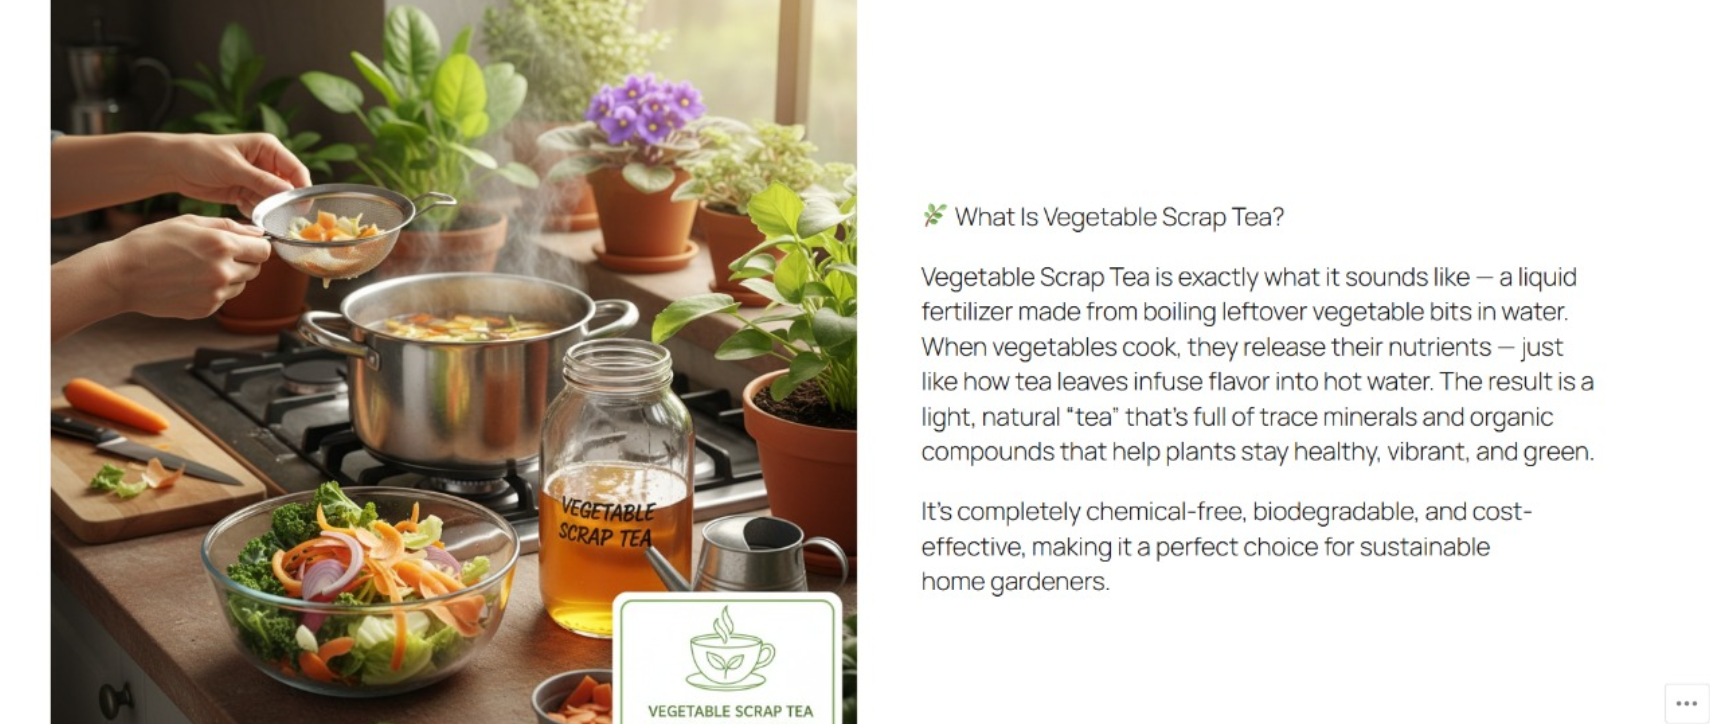 VEGETABLE
SCRAP TEA
VEGETABLE SCRAP TEA
🌿 What Is Vegetable Scrap Tea?
Vegetable Scrap Tea is exactly what it sounds like — a liquid
fertilizer made from boiling leftover vegetable bits in water.
When vegetables cook, they release their nutrients — just
like how tea leaves infuse flavor into hot water. The result is a
light, natural “tea” that’s full of trace minerals and organic
compounds that help plants stay healthy, vibrant, and green.
It’s completely chemical-free, biodegradable, and cost-
effective, making it a perfect choice for sustainable
home gardeners.